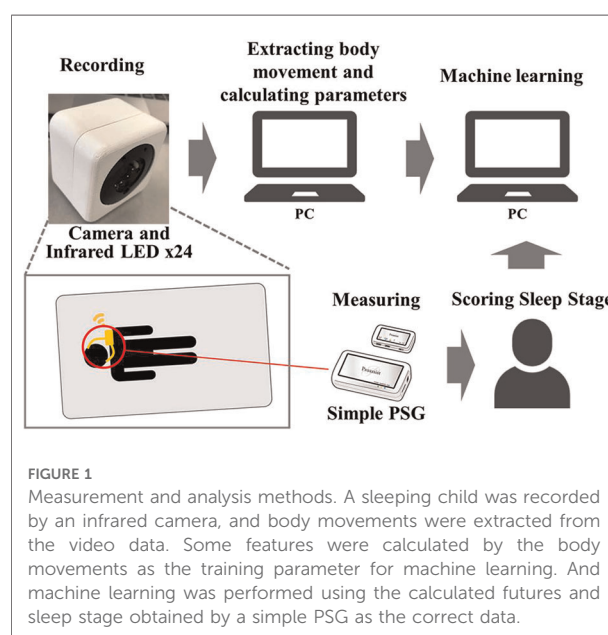 Recording
Extracting body
movement and
calculating parameters
Machine learning
PC
PC
Camera and
Infrared LED x24
Measuring
Scoring Sleep Stage
Simple PSG
FIGURE 1
Measurement and analysis methods. A sleeping child was recorded
by an infrared camera, and body movements were extracted from
the video data. Some features were calculated by the body
movements as the training parameter for machine learning. And
machine learning was performed using the calculated futures and
sleep stage obtained by a simple PSG as the correct data.